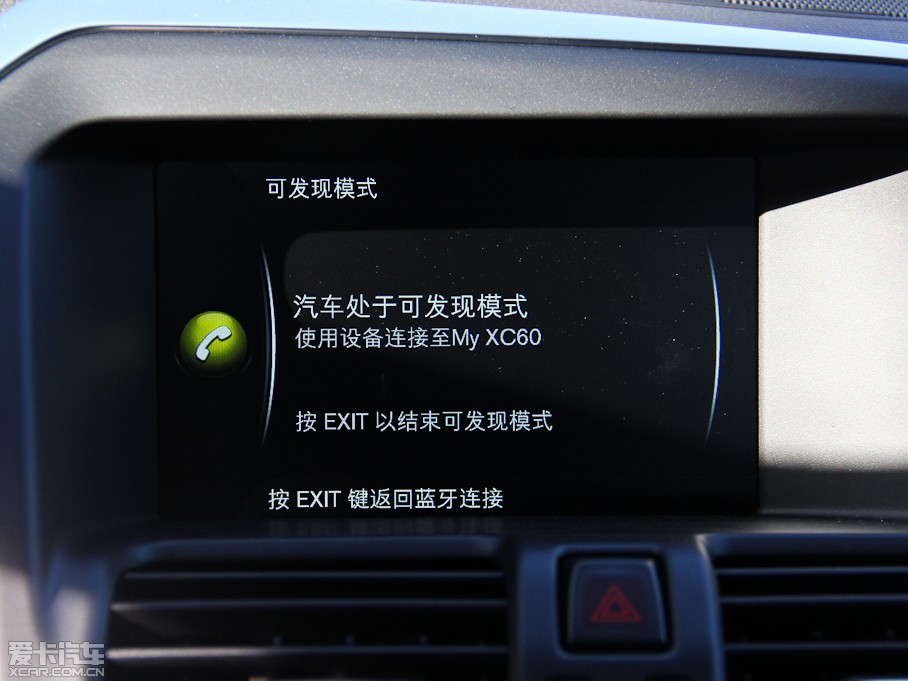 可发现模式
汽车处于可发现模式
使用设备连接至My XC60
按 EXIT 以结束可发现模式
按 EXIT 键返回蓝牙连接
爱卡汽车
XCAR.COM.CN